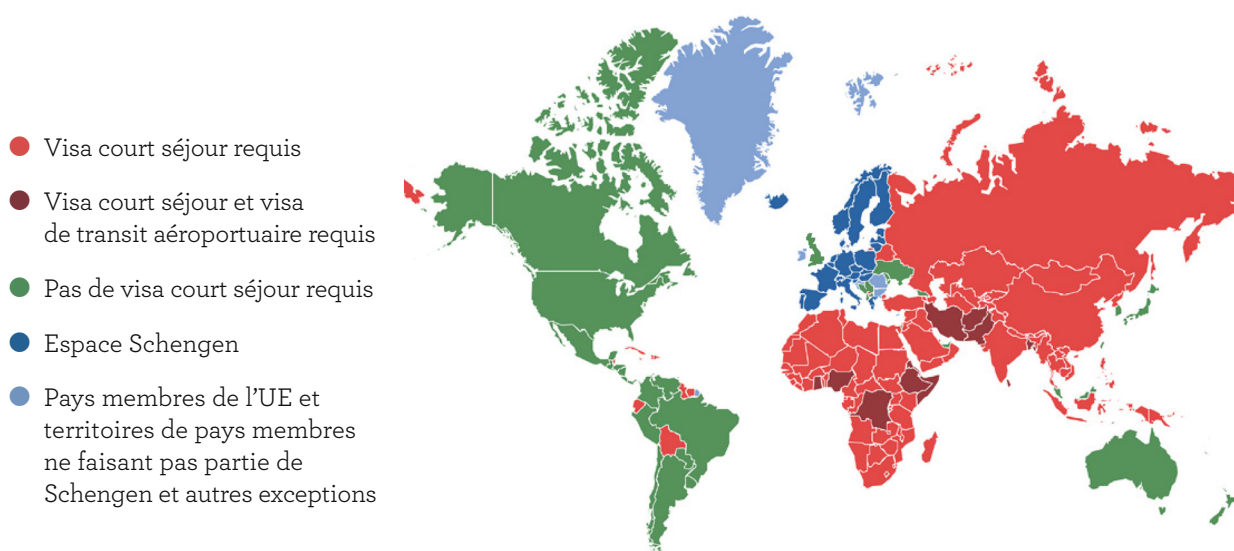 Visa court séjour requis
Visa court séjour et visa
de transit aéroportuaire requis
Pas de visa court séjour requis
Espace Schengen
Pays membres de l'UE et
territoires de pays membres
ne faisant pas partie de
Schengen et autres exceptions